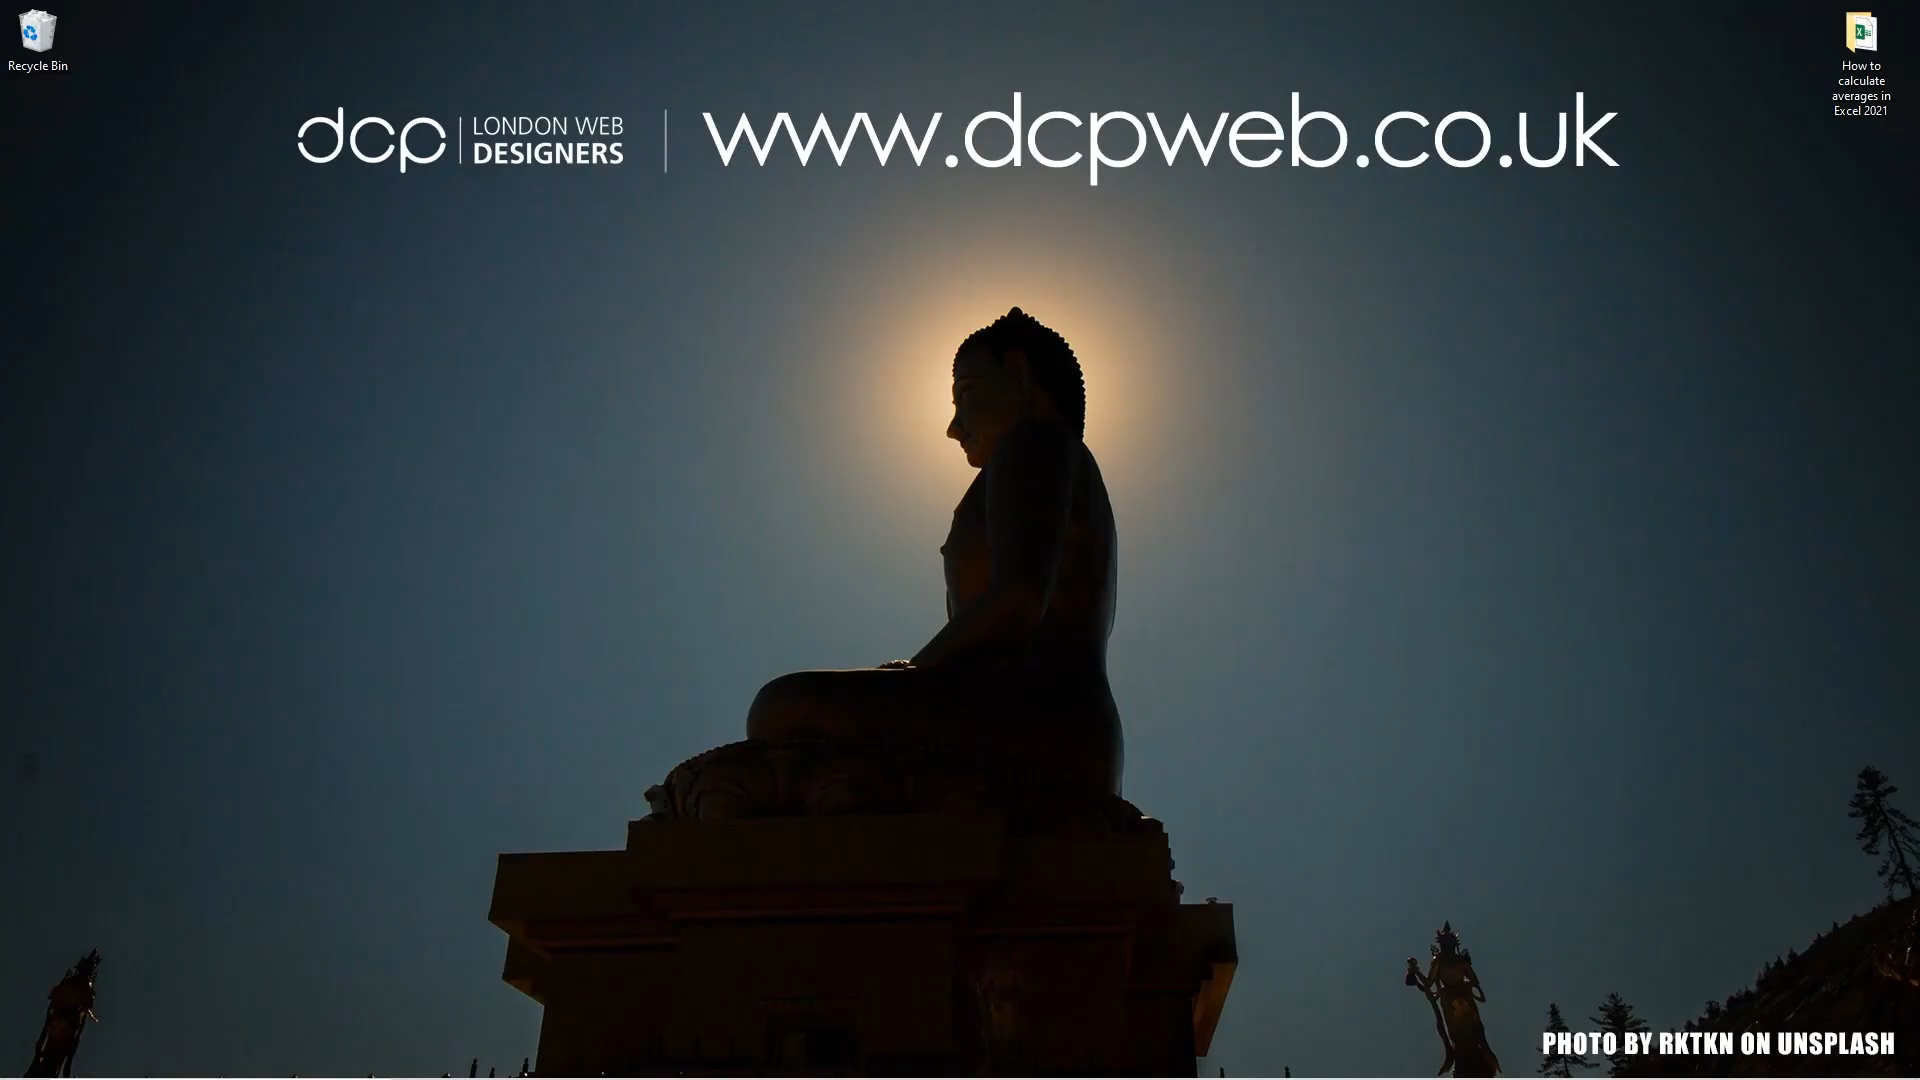 Recycle Bin
How to
calculate
averages in
Excel 2021
dcp
LONDON WEB
DESIGNERS
www.dcpweb.co.uk
PHOTO BY RKTKN ON UNSPLASH